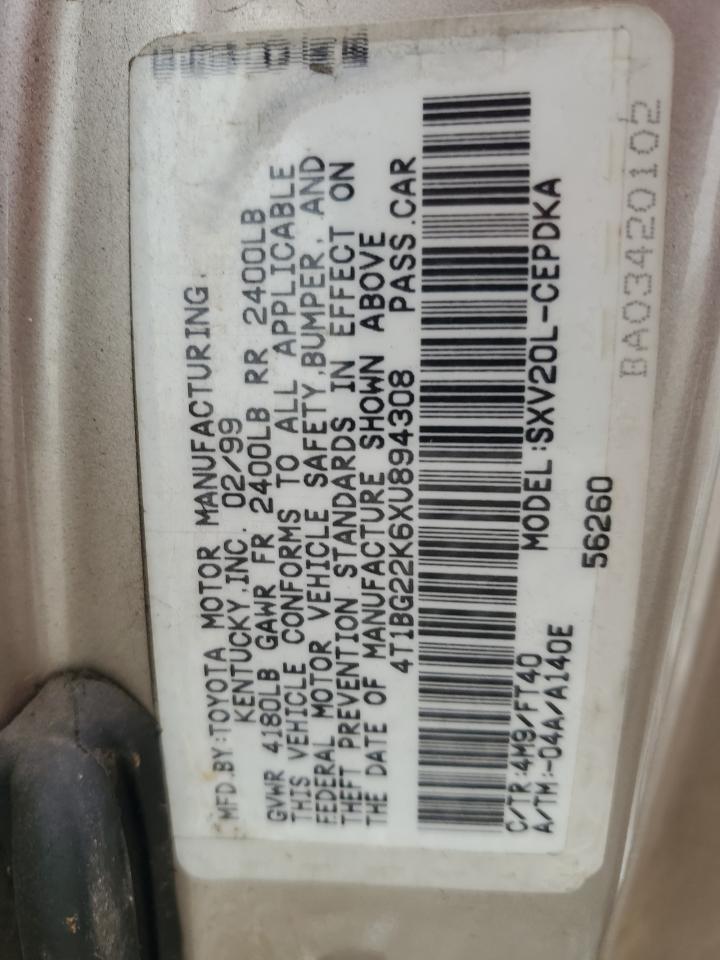 MFD.BY:TOYOTA MOTOR MANUFACTURING
KENTUCKY,INC. 02/99
GVWR 4180LB GAWR FR 2400LB RR 2400LB
THIS VEHICLE CONFORMS TO ALL APPLICABLE
FEDERAL MOTOR VEHICLE SAFETY,BUMPER, AND
THEFT PREVENTION STANDARDS IN EFFECT ON
THE DATE OF MANUFACTURE SHOWN ABOVE
4T1BG22K6XU894308 PASS.CAR
C/TR:4M9/FT40 MODEL:SXV20L-CEPDKA
A/TM:-04A/A140E
56260
BA03420102